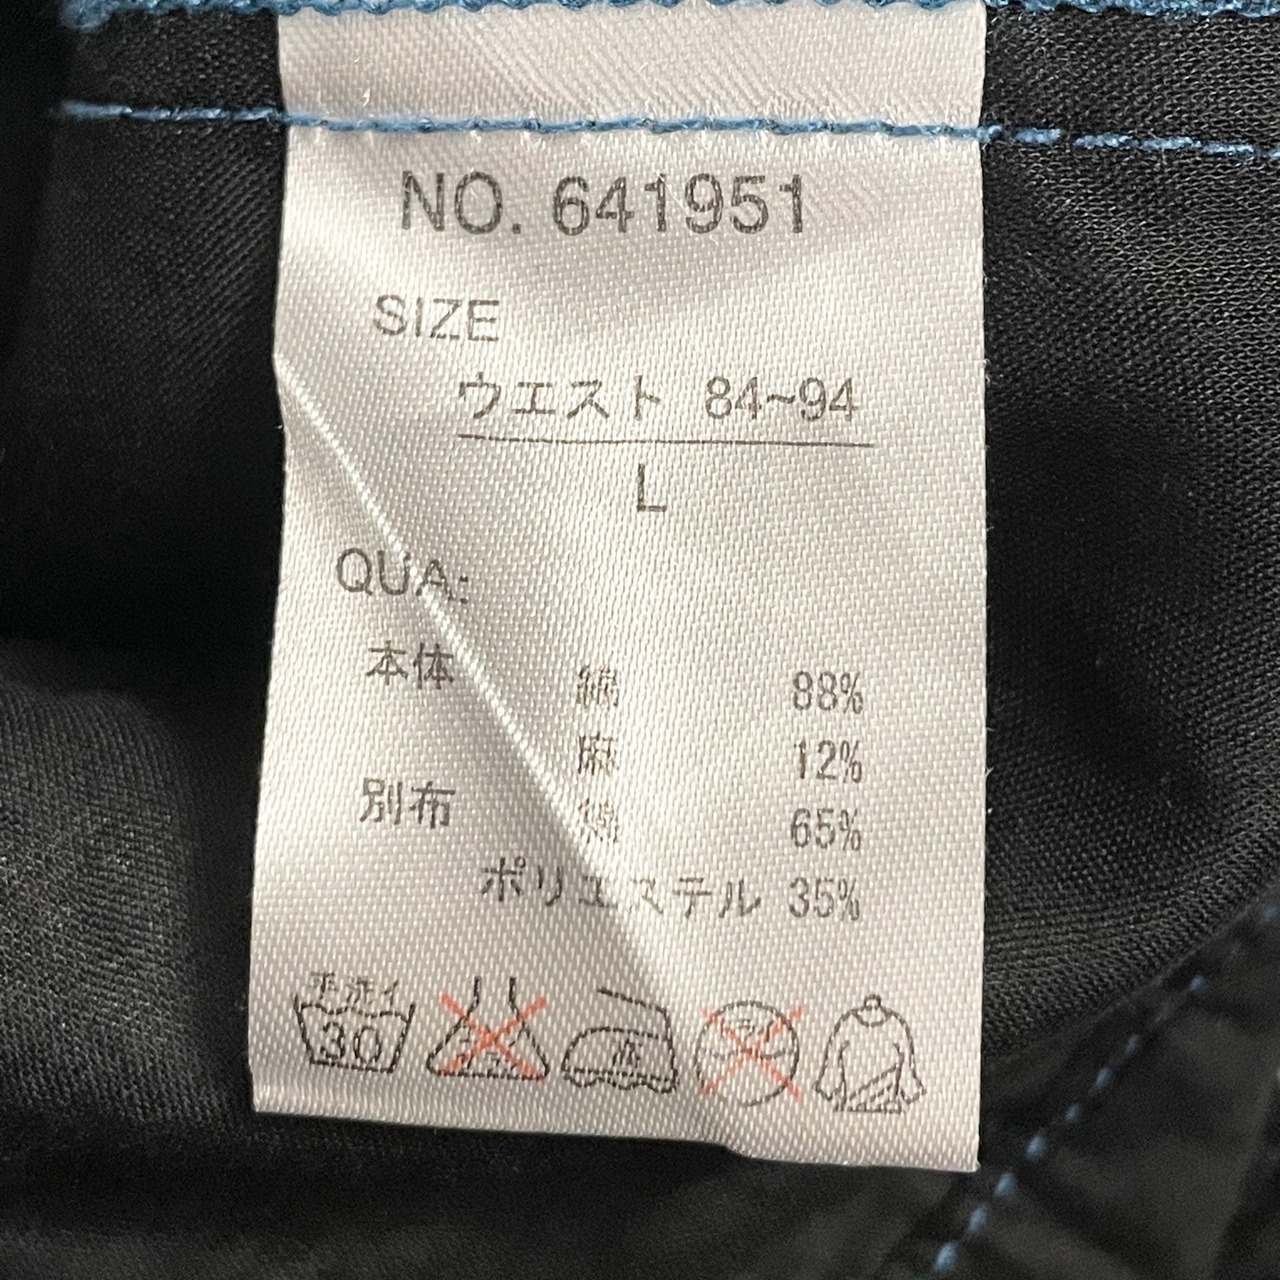 NO. 641951
SIZE
ウエスト 84~94
L
QUA:
本体 綿 88%
麻 12%
別布 綿 65%
ポリエステル 35%
手洗イ
30